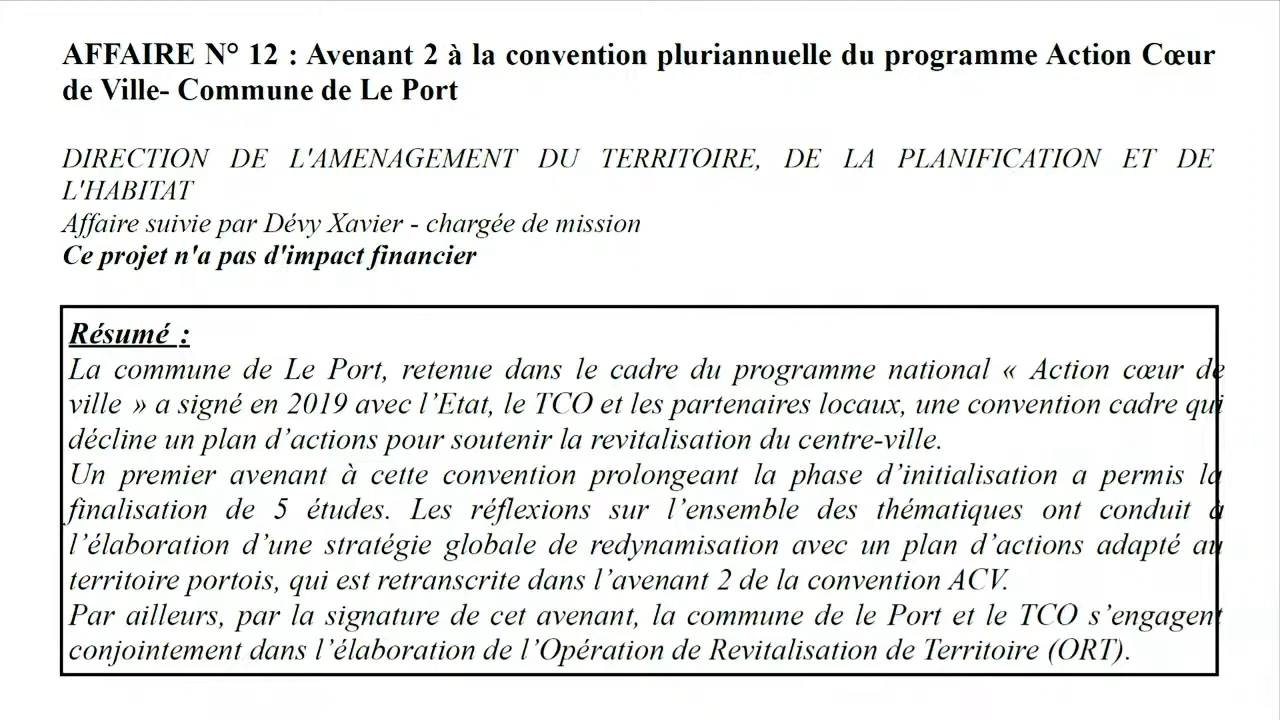 AFFAIRE N° 12 : Avenant 2 à la convention pluriannuelle du programme Action Cœur
de Ville- Commune de Le Port
DIRECTION DE L'AMENAGEMENT DU TERRITOIRE, DE LA PLANIFICATION ET DE
L'HABITAT
Affaire suivie par Dévy Xavier - chargée de mission
Ce projet n'a pas d'impact financier
Résumé :
La commune de Le Port, retenue dans le cadre du programme national « Action cœur de
ville » a signé en 2019 avec l’Etat, le TCO et les partenaires locaux, une convention cadre qui
décline un plan d’actions pour soutenir la revitalisation du centre-ville.
Un premier avenant à cette convention prolongeant la phase d’initialisation a permis la
finalisation de 5 études. Les réflexions sur l’ensemble des thématiques ont conduit à
l’élaboration d’une stratégie globale de redynamisation avec un plan d’actions adapté au
territoire portois, qui est retranscrite dans l’avenant 2 de la convention ACV.
Par ailleurs, par la signature de cet avenant, la commune de le Port et le TCO s’engagent
conjointement dans l’élaboration de l’Opération de Revitalisation de Territoire (ORT).